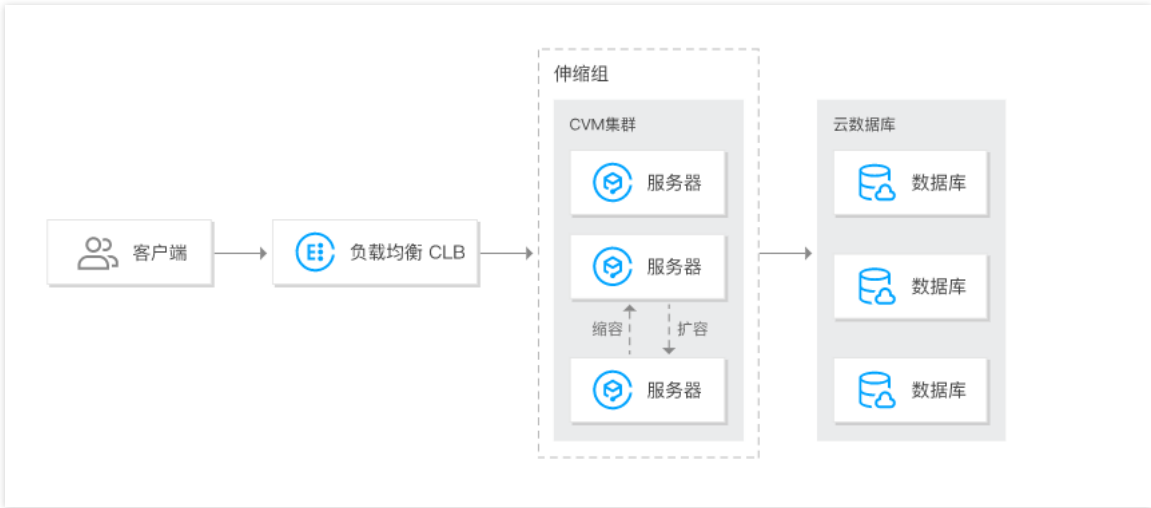 客户端
负载均衡 CLB
伸缩组
CVM集群
服务器
服务器
缩容
扩容
服务器
云数据库
数据库
数据库
数据库